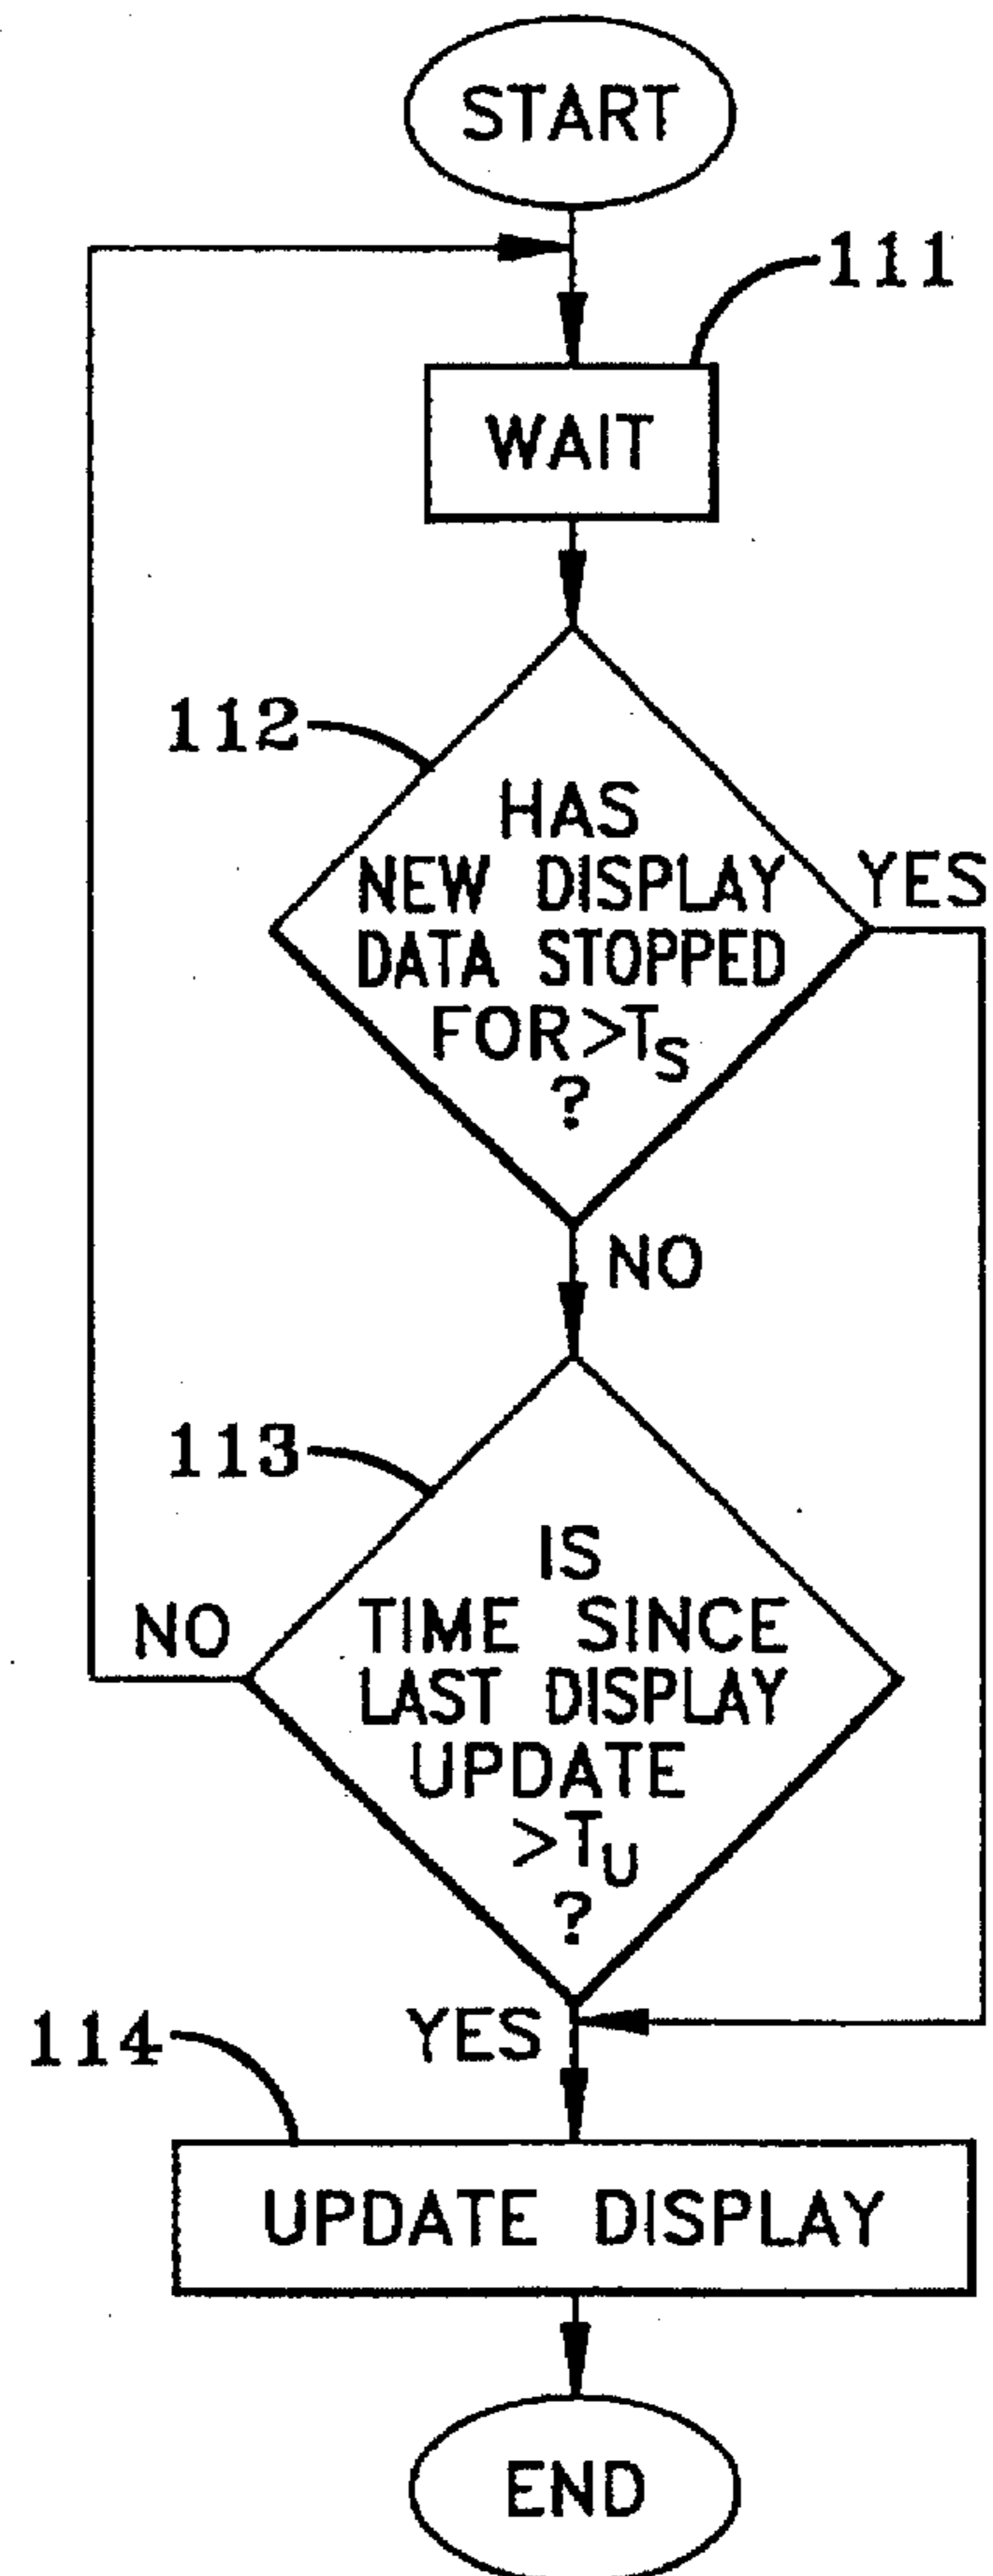 START
111
WAIT
112
HAS
NEW DISPLAY
DATA STOPPED
FOR >TS
?
YES
NO
113
IS
TIME SINCE
LAST DISPLAY
UPDATE
>TU
?
NO
YES
114
UPDATE DISPLAY
END